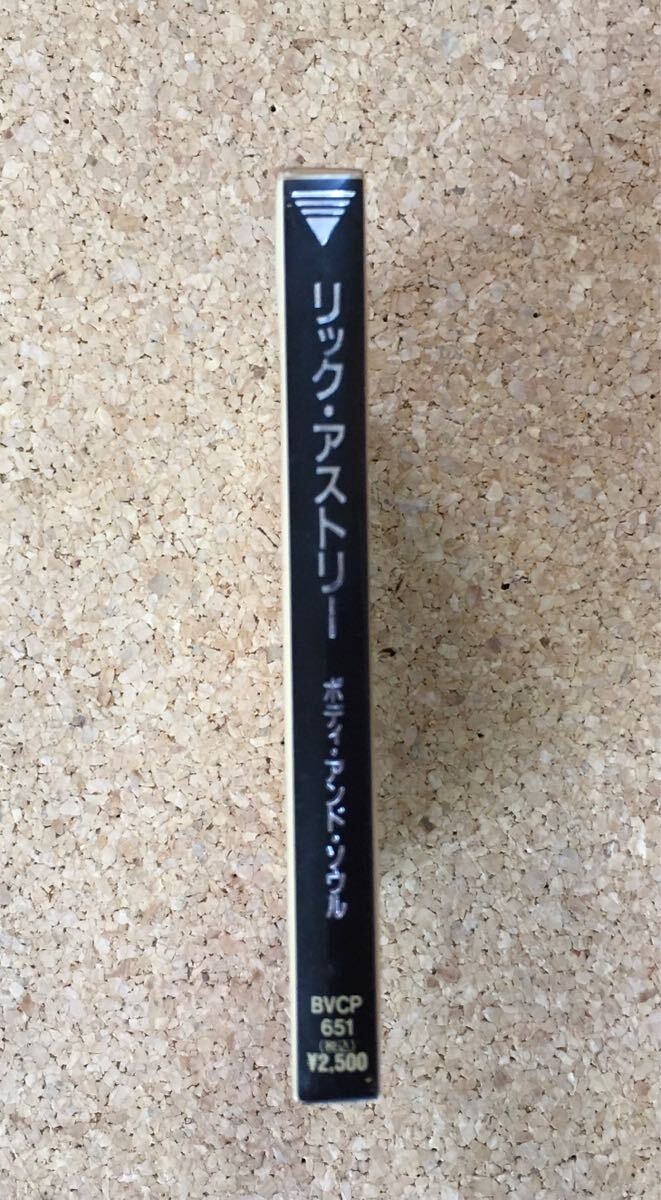 リック・アストリー
ボディ・アンド・ソウル
BVCP
651
(税込)
¥2,500